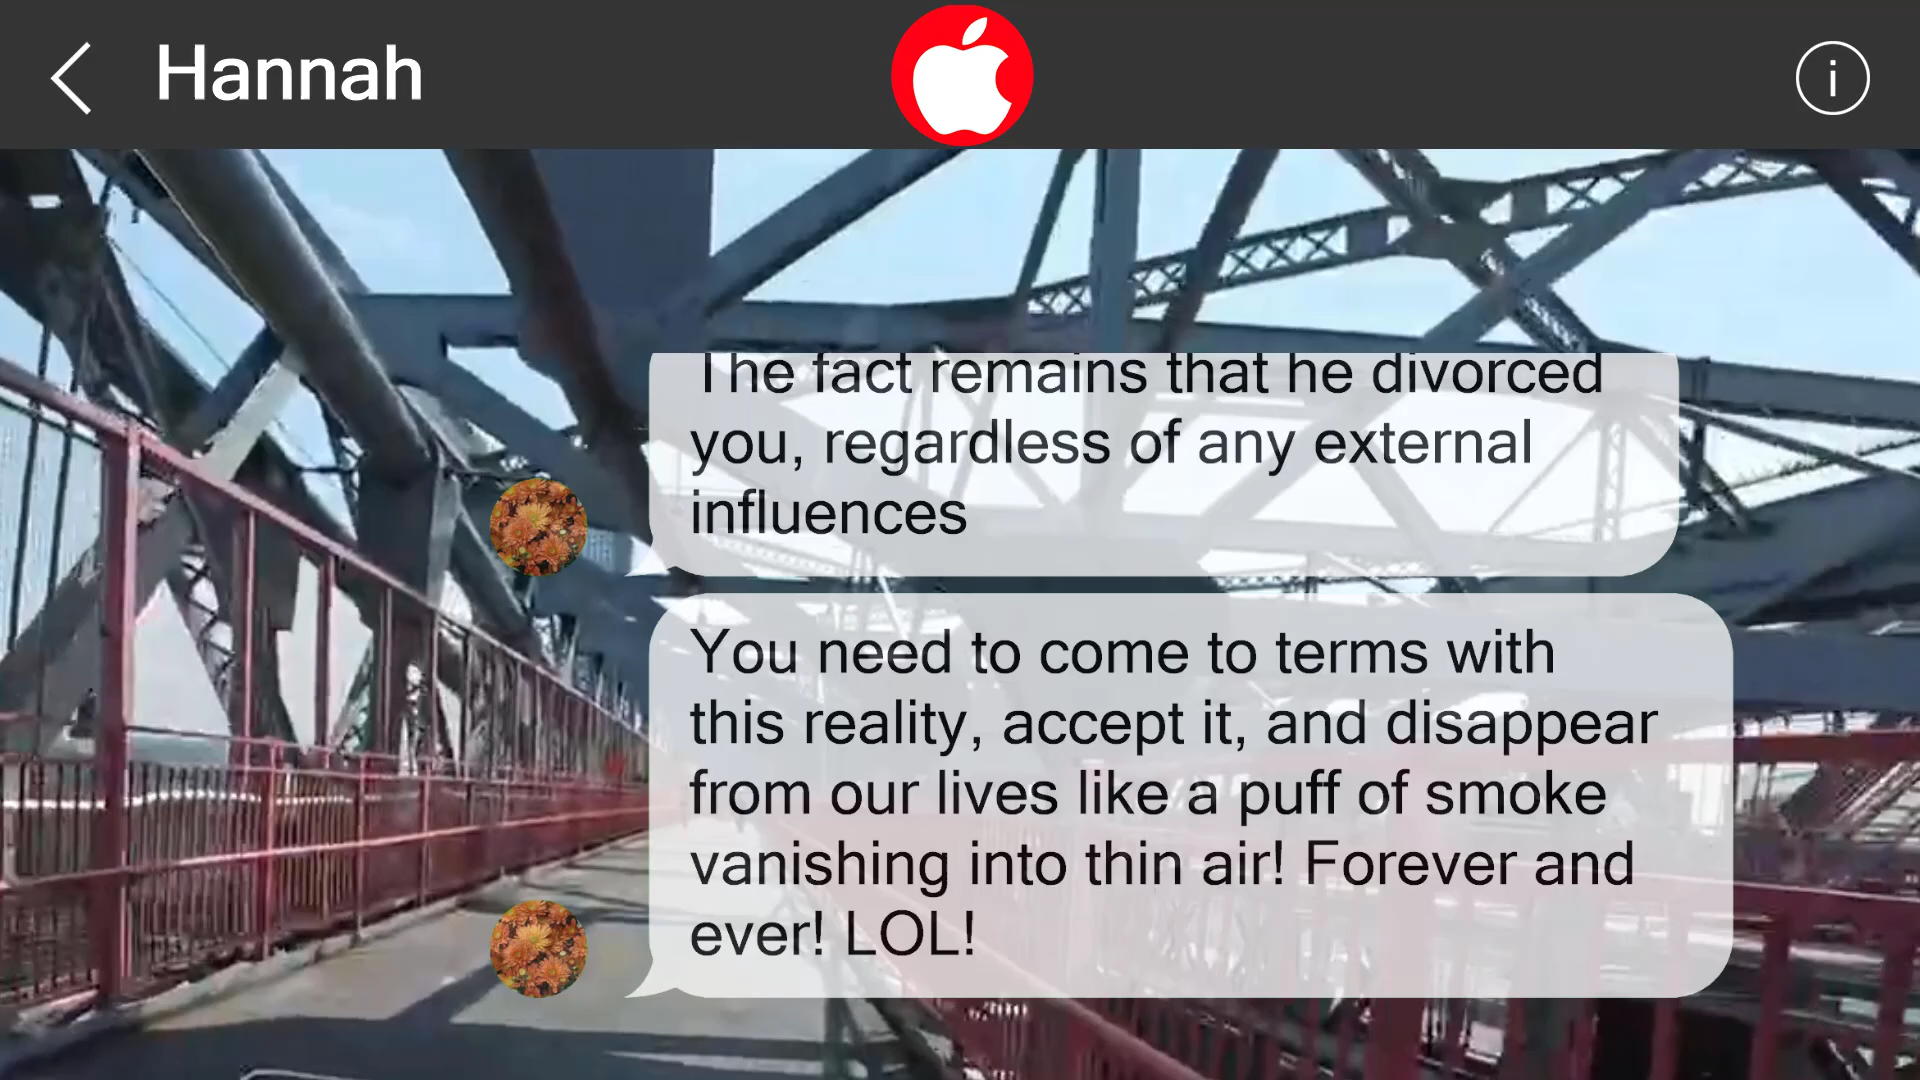 Hannah
i
The fact remains that he divorced
you, regardless of any external
influences
You need to come to terms with
this reality, accept it, and disappear
from our lives like a puff of smoke
vanishing into thin air! Forever and
ever! LOL!